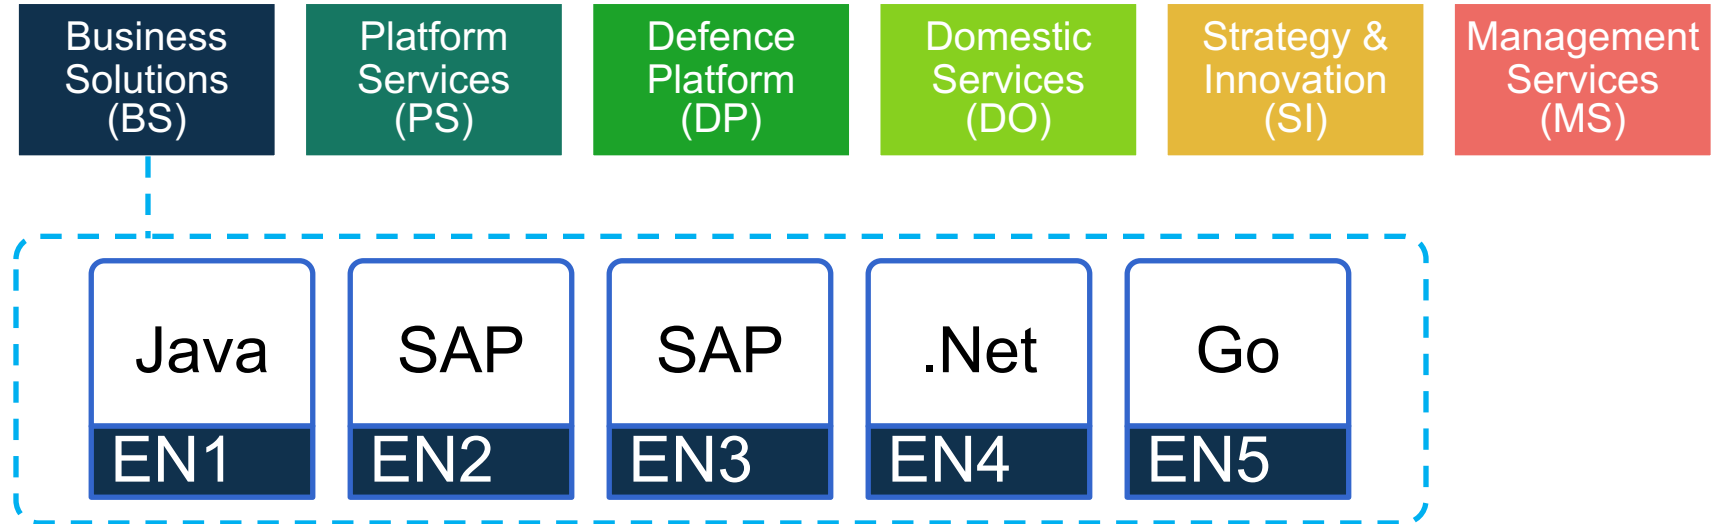 Business
Solutions
(BS)
Platform
Services
(PS)
Defence
Platform
(DP)
Domestic
Services
(DO)
Strategy &
Innovation
(SI)
Management
Services
(MS)
Java
EN1
SAP
EN2
SAP
EN3
.Net
EN4
Go
EN5